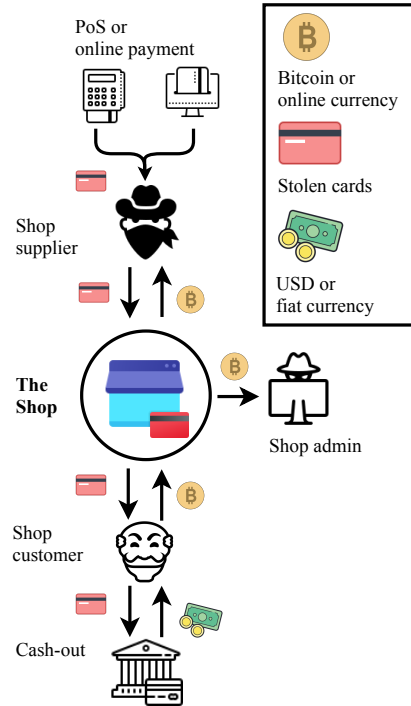 PoS or
online payment
Bitcoin or
online currency
Stolen cards
USD or
fiat currency
Shop
supplier
The
Shop
Shop admin
Shop
customer
Cash-out